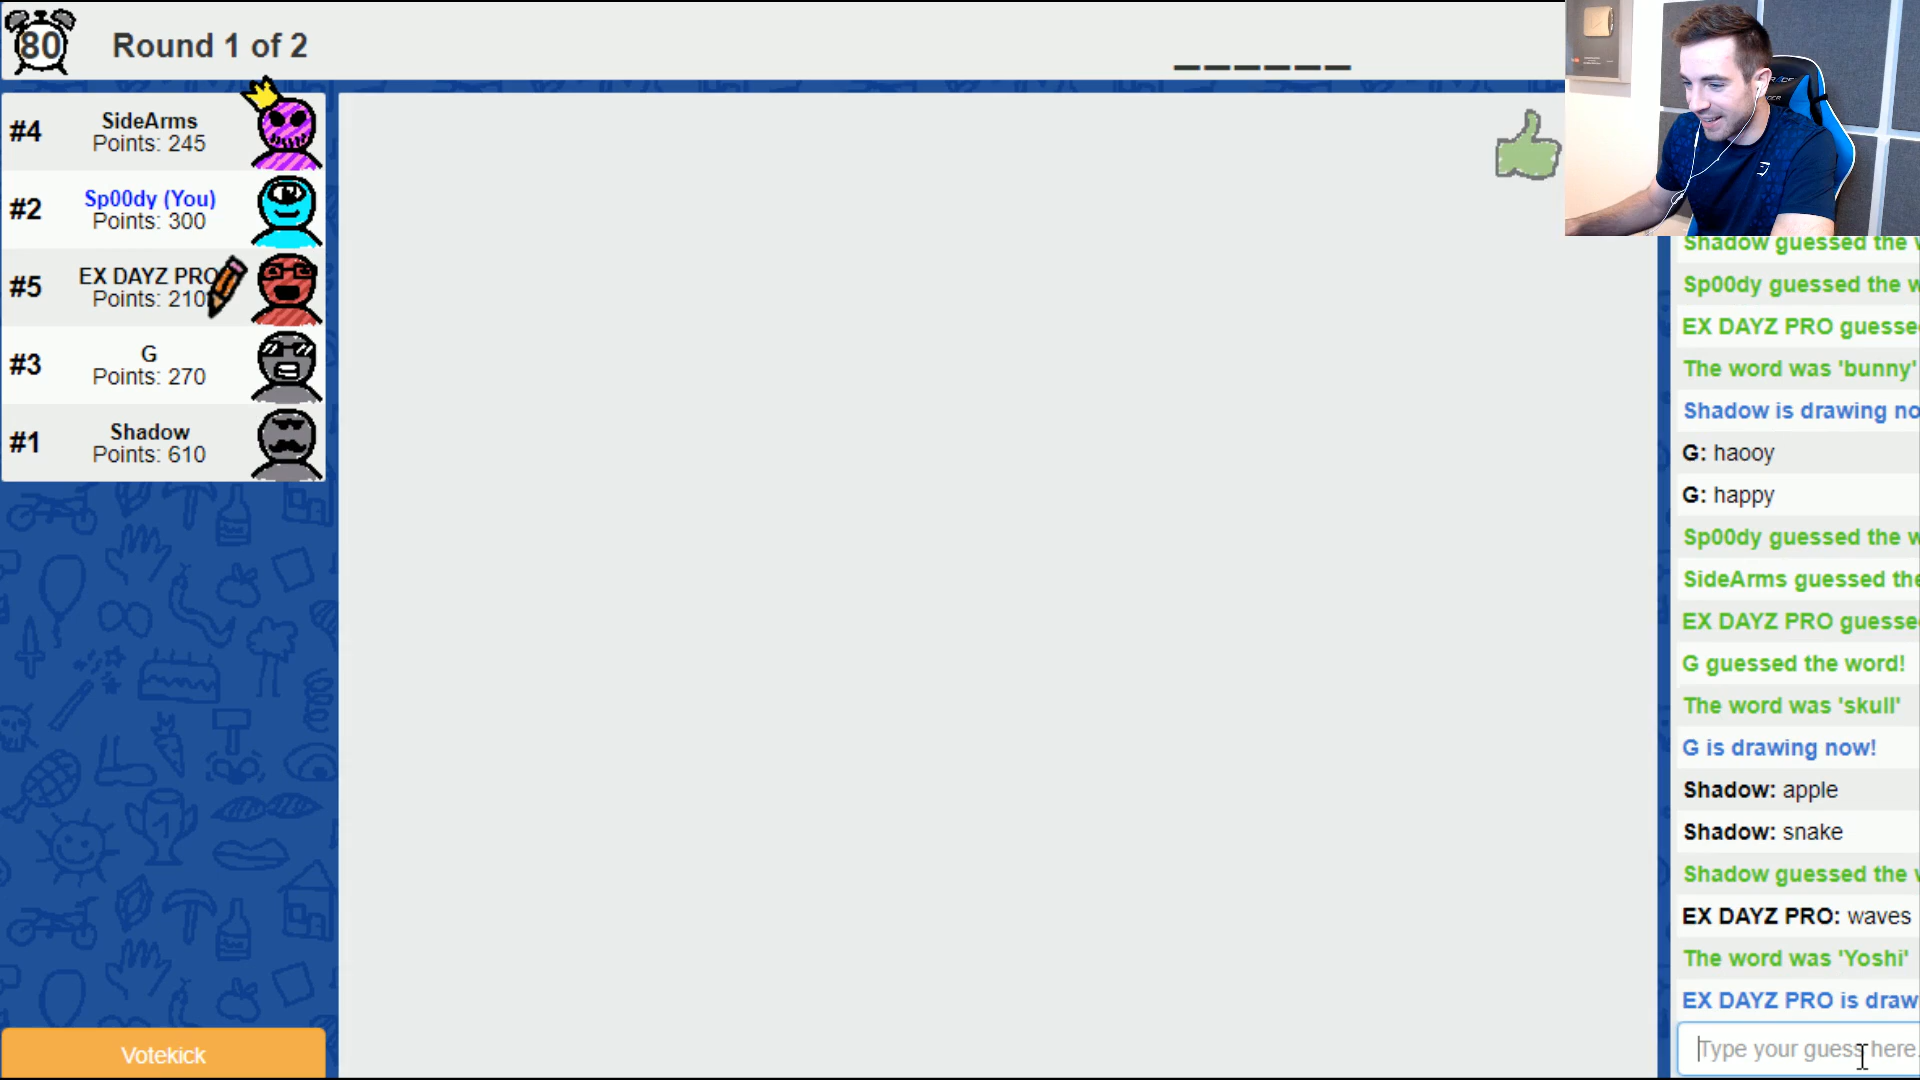 80
Round 1 of 2
______
#4
SideArms
Points: 245
#2
Sp00dy (You)
Points: 300
#5
EX DAYZ PRO
Points: 210
#3
G
Points: 270
#1
Shadow
Points: 610
Votekick
Shadow guessed the
Sp00dy guessed the
EX DAYZ PRO guesse
The word was 'bunny'
Shadow is drawing no
G: haooy
G: happy
Sp00dy guessed the
SideArms guessed the
EX DAYZ PRO guesse
G guessed the word!
The word was 'skull'
G is drawing now!
Shadow: apple
Shadow: snake
Shadow guessed the
EX DAYZ PRO: waves
The word was 'Yoshi'
EX DAYZ PRO is draw
Type your guess here